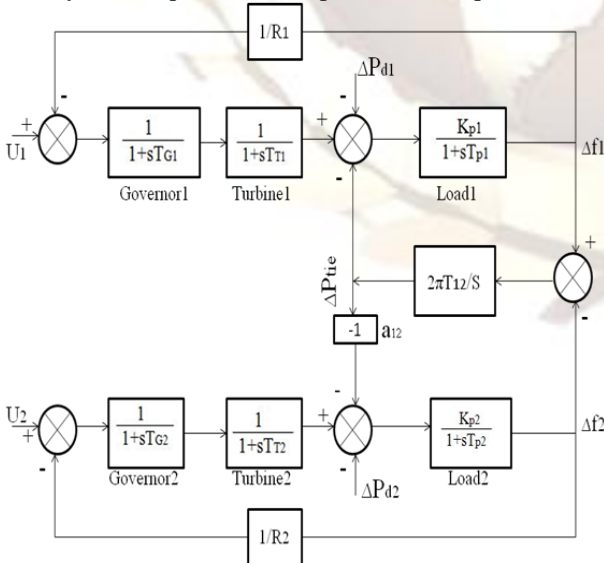 1/R1
ΔPd1
-
-
+
U1
1
1+sTG1
1
1+sTT1
+
-
Kp1
1+sTp1
Δf1
Governor1
Turbine1
Load1
+
ΔPtie
2πT12/S
-
-1
a12
-
U2
+
-
1
1+sTG2
1
1+sTT2
+
-
Kp2
1+sTp2
Δf2
Governor2
Turbine2
Load2
ΔPd2
1/R2